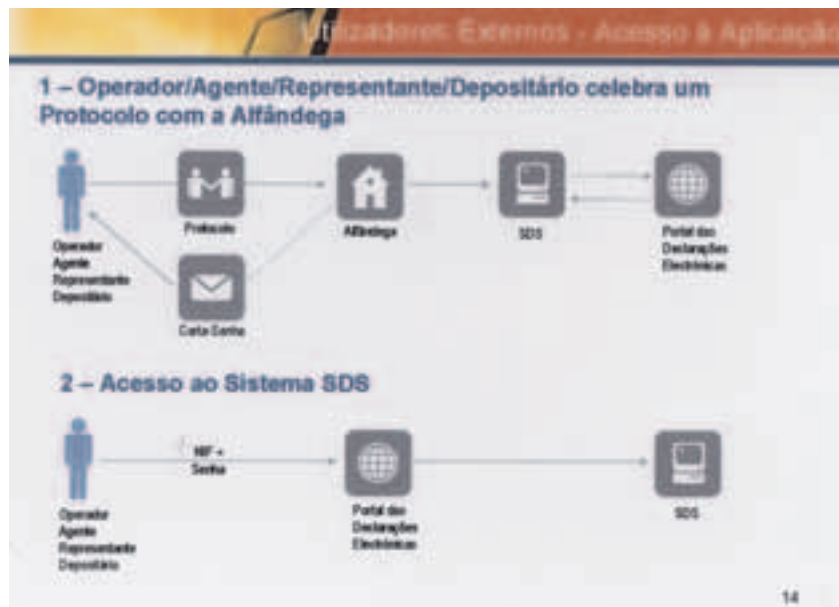 Utilizadores Externos - Acesso à Aplicação
1 – Operador/Agente/Representante/Depositário celebra um
Protocolo com a Alfândega
Protocolo
Alfândega
SDS
Portal das
Declarações
Electrónicas
Operador
Agente
Representante
Depositário
Carta Senha
2 – Acesso ao Sistema SDS
NIF +
Senha
Operador
Agente
Representante
Depositário
Portal das
Declarações
Electrónicas
SDS
14